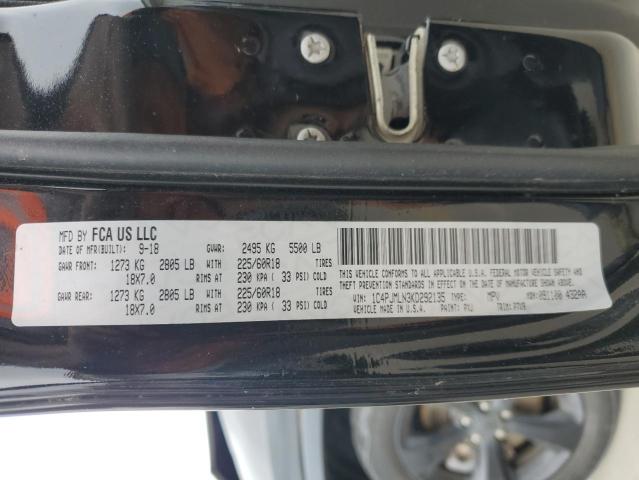 MFD BY FCA US LLC
DATE OF MFR(BUILT): 9-18 GVWR: 2495 KG 5500 LB
GAWR FRONT: 1273 KG 2805 LB WITH 225/60R18 TIRES
18X7.0 RIMS AT 230 KPA ( 33 PSI) COLD
GAWR REAR: 1273 KG 2805 LB WITH 225/60R18 TIRES
18X7.0 RIMS AT 230 KPA ( 33 PSI) COLD
THIS VEHICLE CONFORMS TO ALL APPLICABLE U.S.A. FEDERAL MOTOR VEHICLE SAFETY AND
THEFT PREVENTION STANDARDS IN EFFECT ON THE DATE OF MANUFACTURE SHOWN ABOVE.
VIN: 1C4PJMLN3KD292135 TYPE: MPV MDH: 091100 432AA
VEHICLE MADE IN U.S.A. PAINT: PXJ TRIM: